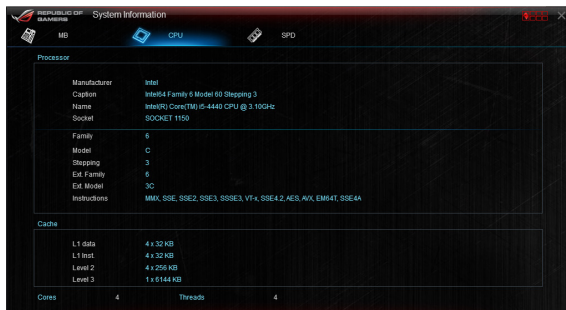 REPUBLIC OF GAMERS System Information
MB CPU SPD
Processor
Manufacturer Intel
Caption Intel64 Family 6 Model 60 Stepping 3
Name Intel(R) Core(TM) i5-4440 CPU @ 3.10GHz
Socket SOCKET 1150
Family 6
Model C
Stepping 3
Ext. Family 6
Ext. Model 3C
Instructions MMX, SSE, SSE2, SSE3, SSSE3, VT-x, SSE4.2, AES, AVX, EM64T, SSE4A
Cache
L1 data 4 x 32 KB
L1 Inst. 4 x 32 KB
Level 2 4 x 256 KB
Level 3 1 x 6144 KB
Cores 4 Threads 4